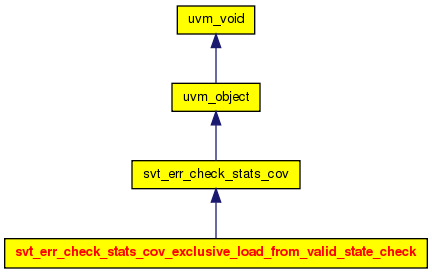 uvm_void
uvm_object
svt_err_check_stats_cov
svt_err_check_stats_cov_exclusive_load_from_valid_state_check